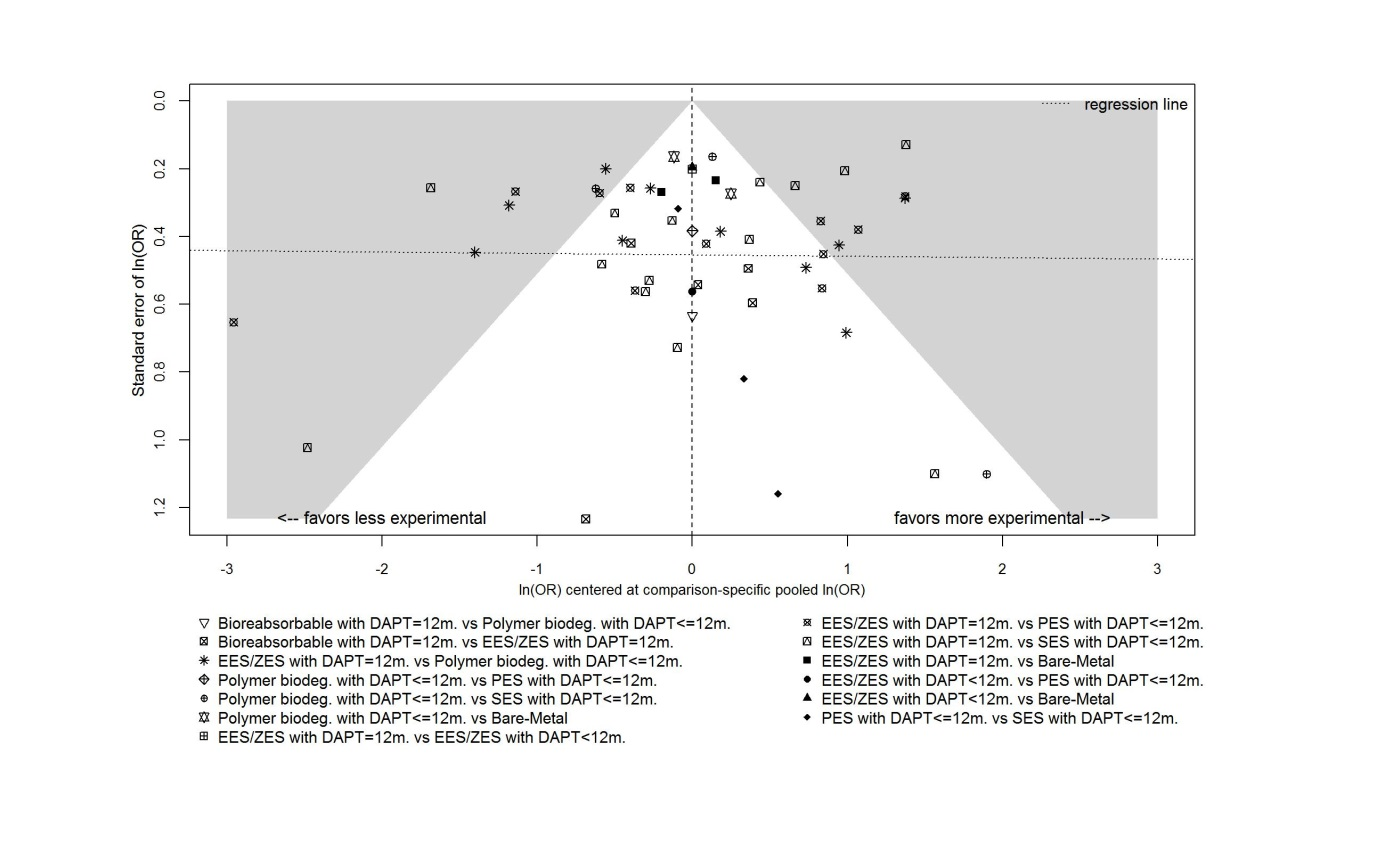 regression line
Standard error of ln(OR)
0.0
0.2
0.4
0.6
0.8
1.0
1.2
<-- favors less experimental
favors more experimental -->
-3
-2
-1
0
1
2
3
ln(OR) centered at comparison-specific pooled ln(OR)
Bioreabsorbable with DAPT=12m. vs Polymer biodeg. with DAPT<=12m.
Bioreabsorbable with DAPT=12m. vs EES/ZES with DAPT=12m.
EES/ZES with DAPT=12m. vs Polymer biodeg. with DAPT<=12m.
Polymer biodeg. with DAPT<=12m. vs PES with DAPT<=12m.
Polymer biodeg. with DAPT<=12m. vs SES with DAPT<=12m.
Polymer biodeg. with DAPT<=12m. vs Bare-Metal
EES/ZES with DAPT=12m. vs EES/ZES with DAPT<12m.
EES/ZES with DAPT=12m. vs PES with DAPT<=12m.
EES/ZES with DAPT=12m. vs SES with DAPT<=12m.
EES/ZES with DAPT=12m. vs Bare-Metal
EES/ZES with DAPT<12m. vs PES with DAPT<=12m.
EES/ZES with DAPT<12m. vs Bare-Metal
PES with DAPT<=12m. vs SES with DAPT<=12m.